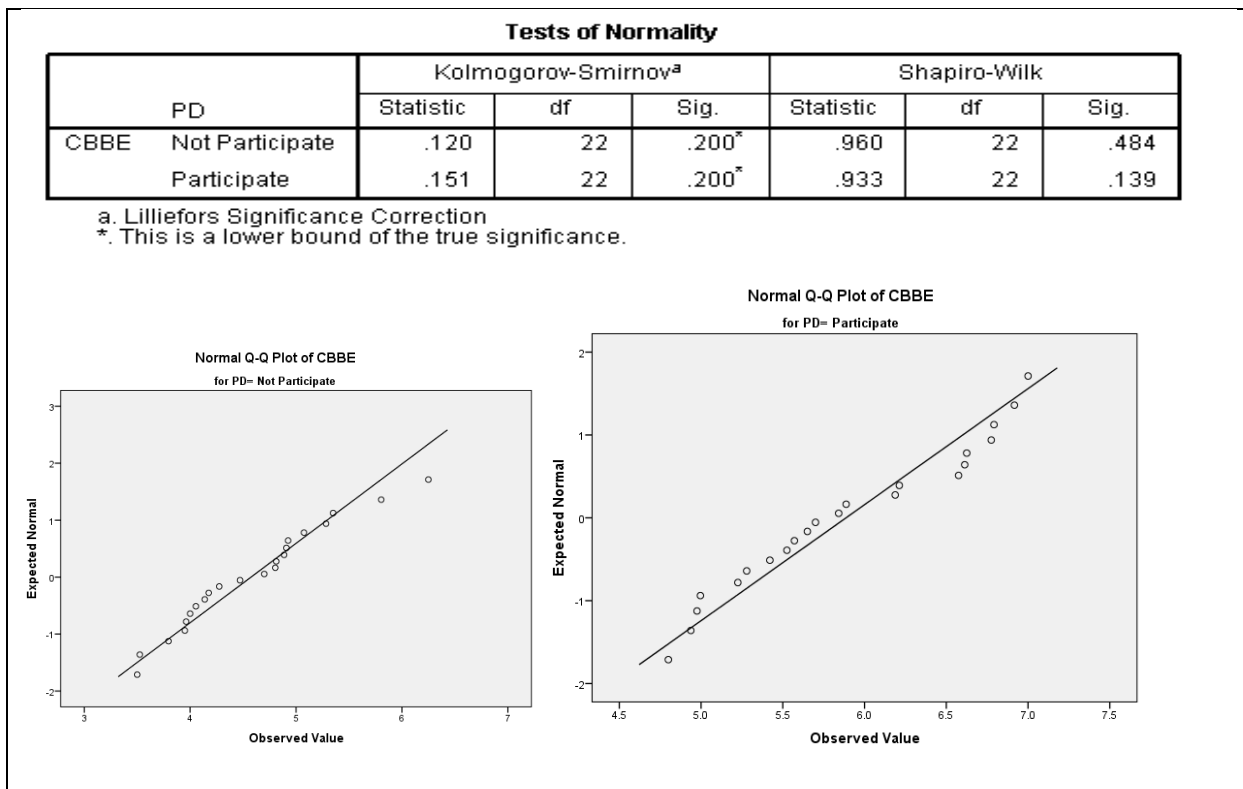 Tests of Normality
PD Kolmogorov-Smirnovᵃ Shapiro-Wilk
Statistic df Sig. Statistic df Sig.
CBBE Not Participate .120 22 .200* .960 22 .484
Participate .151 22 .200* .933 22 .139
a. Lilliefors Significance Correction
*. This is a lower bound of the true significance.
Normal Q-Q Plot of CBBE
for PD= Not Participate
Expected Normal
3
2
1
0
-1
-2
3 4 5 6 7
Observed Value
Normal Q-Q Plot of CBBE
for PD= Participate
Expected Normal
2
1
0
-1
-2
4.5 5.0 5.5 6.0 6.5 7.0 7.5
Observed Value